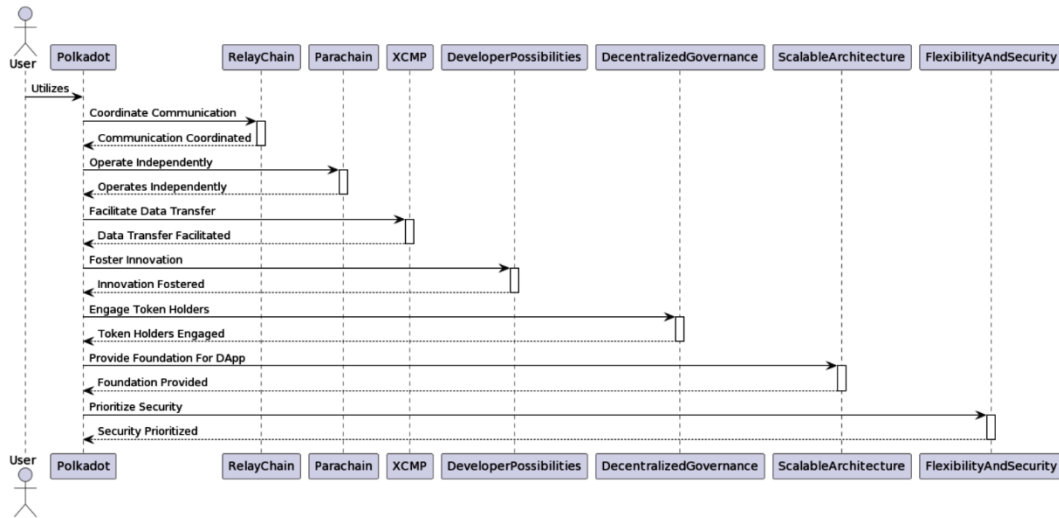 User
Polkadot RelayChain Parachain XCMP DeveloperPossibilities DecentralizedGovernance ScalableArchitecture FlexibilityAndSecurity
Utilizes
Coordinate Communication
Communication Coordinated
Operate Independently
Operates Independently
Facilitate Data Transfer
Data Transfer Facilitated
Foster Innovation
Innovation Fostered
Engage Token Holders
Token Holders Engaged
Provide Foundation For DApp
Foundation Provided
Prioritize Security
Security Prioritized
User
Polkadot RelayChain Parachain XCMP DeveloperPossibilities DecentralizedGovernance ScalableArchitecture FlexibilityAndSecurity